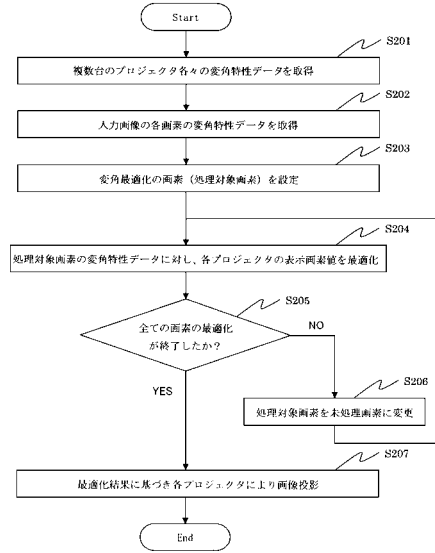 Start
S201
複数台のプロジェクタ各々の変角特性データを取得
S202
入力画像の各画素の変角特性データを取得
S203
変角最適化の画素（処理対象画素）を設定
S204
処理対象画素の変角特性データに対し、各プロジェクタの表示画素値を最適化
S205
全ての画素の最適化
が終了したか？
NO
YES
S206
処理対象画素を未処理画素に変更
S207
最適化結果に基づき各プロジェクタにより画像投影
End